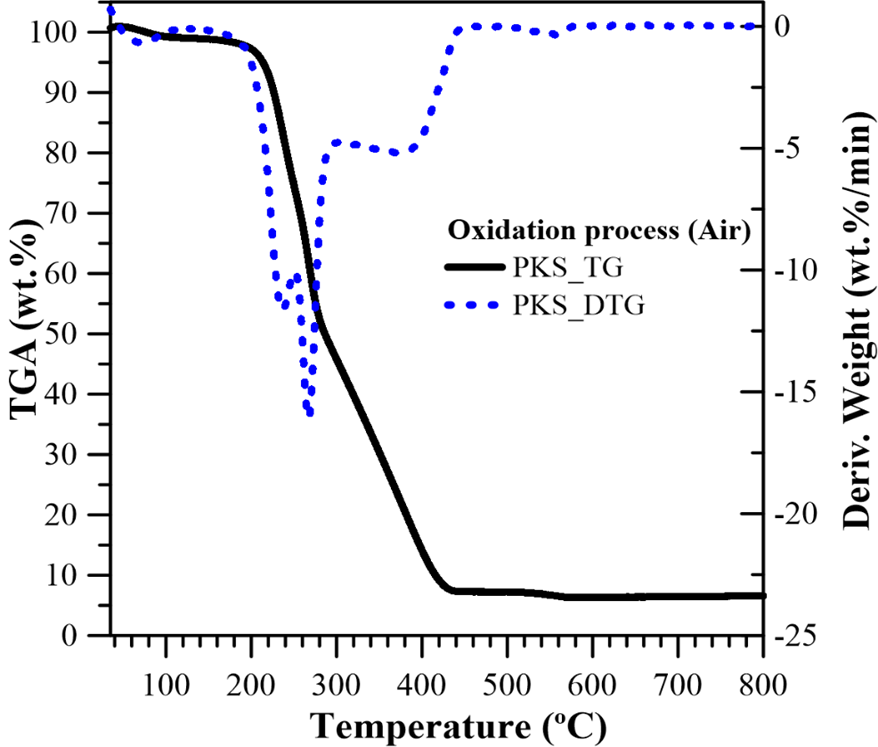 100
90
80
70
60
50
40
30
20
10
0
TGA (wt.%)
0
-5
-10
-15
-20
-25
Deriv. Weight (wt.%/min)
Oxidation process (Air)
PKS_TG
PKS_DTG
100 200 300 400 500 600 700 800
Temperature (ºC)